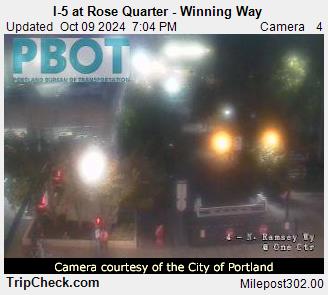 I-5 at Rose Quarter - Winning Way
Updated Oct 09 2024 7:04 PM Camera 4
PBOT
PORTLAND BUREAU OF TRANSPORTATION
4 - N. Ramsey Wy
@ One Ctr
Camera courtesy of the City of Portland
TripCheck.com Milepost302.00